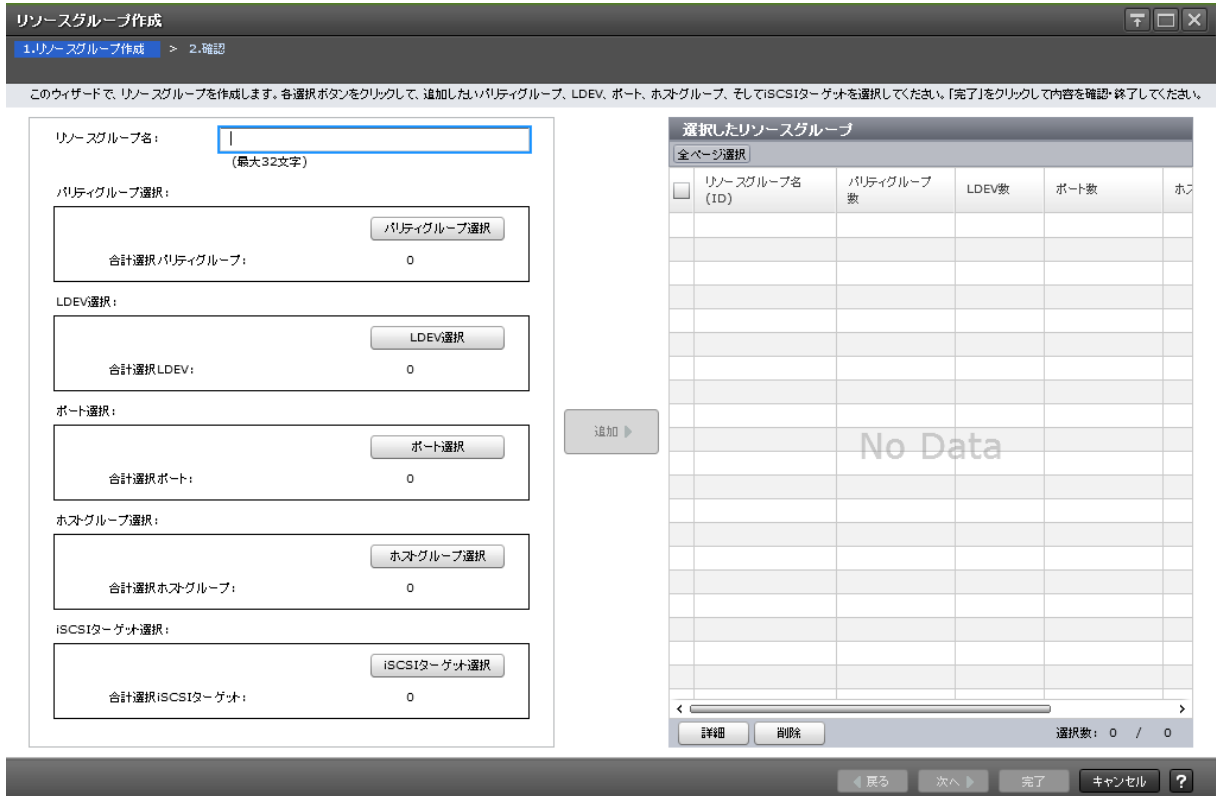 リソースグループ作成
1.リソースグループ作成 > 2.確認
このウィザードで、リソースグループを作成します。各選択ボタンをクリックして、追加したいパリティグループ、LDEV、ポート、ホストグループ、そしてiSCSIターゲットを選択してください。「完了」をクリックして内容を確認・終了してください。
リソースグループ名:
(最大32文字)
パリティグループ選択:
パリティグループ選択
合計選択パリティグループ: 0
LDEV選択:
LDEV選択
合計選択LDEV: 0
ポート選択:
ポート選択
合計選択ポート: 0
ホストグループ選択:
ホストグループ選択
合計選択ホストグループ: 0
iSCSIターゲット選択:
iSCSIターゲット選択
合計選択iSCSIターゲット: 0
追加
選択したリソースグループ
全ページ選択
リソースグループ名 (ID)
パリティグループ数
LDEV数
ポート数
ホス
No Data
詳細
削除
選択数: 0 / 0
戻る
次へ
完了
キャンセル
?